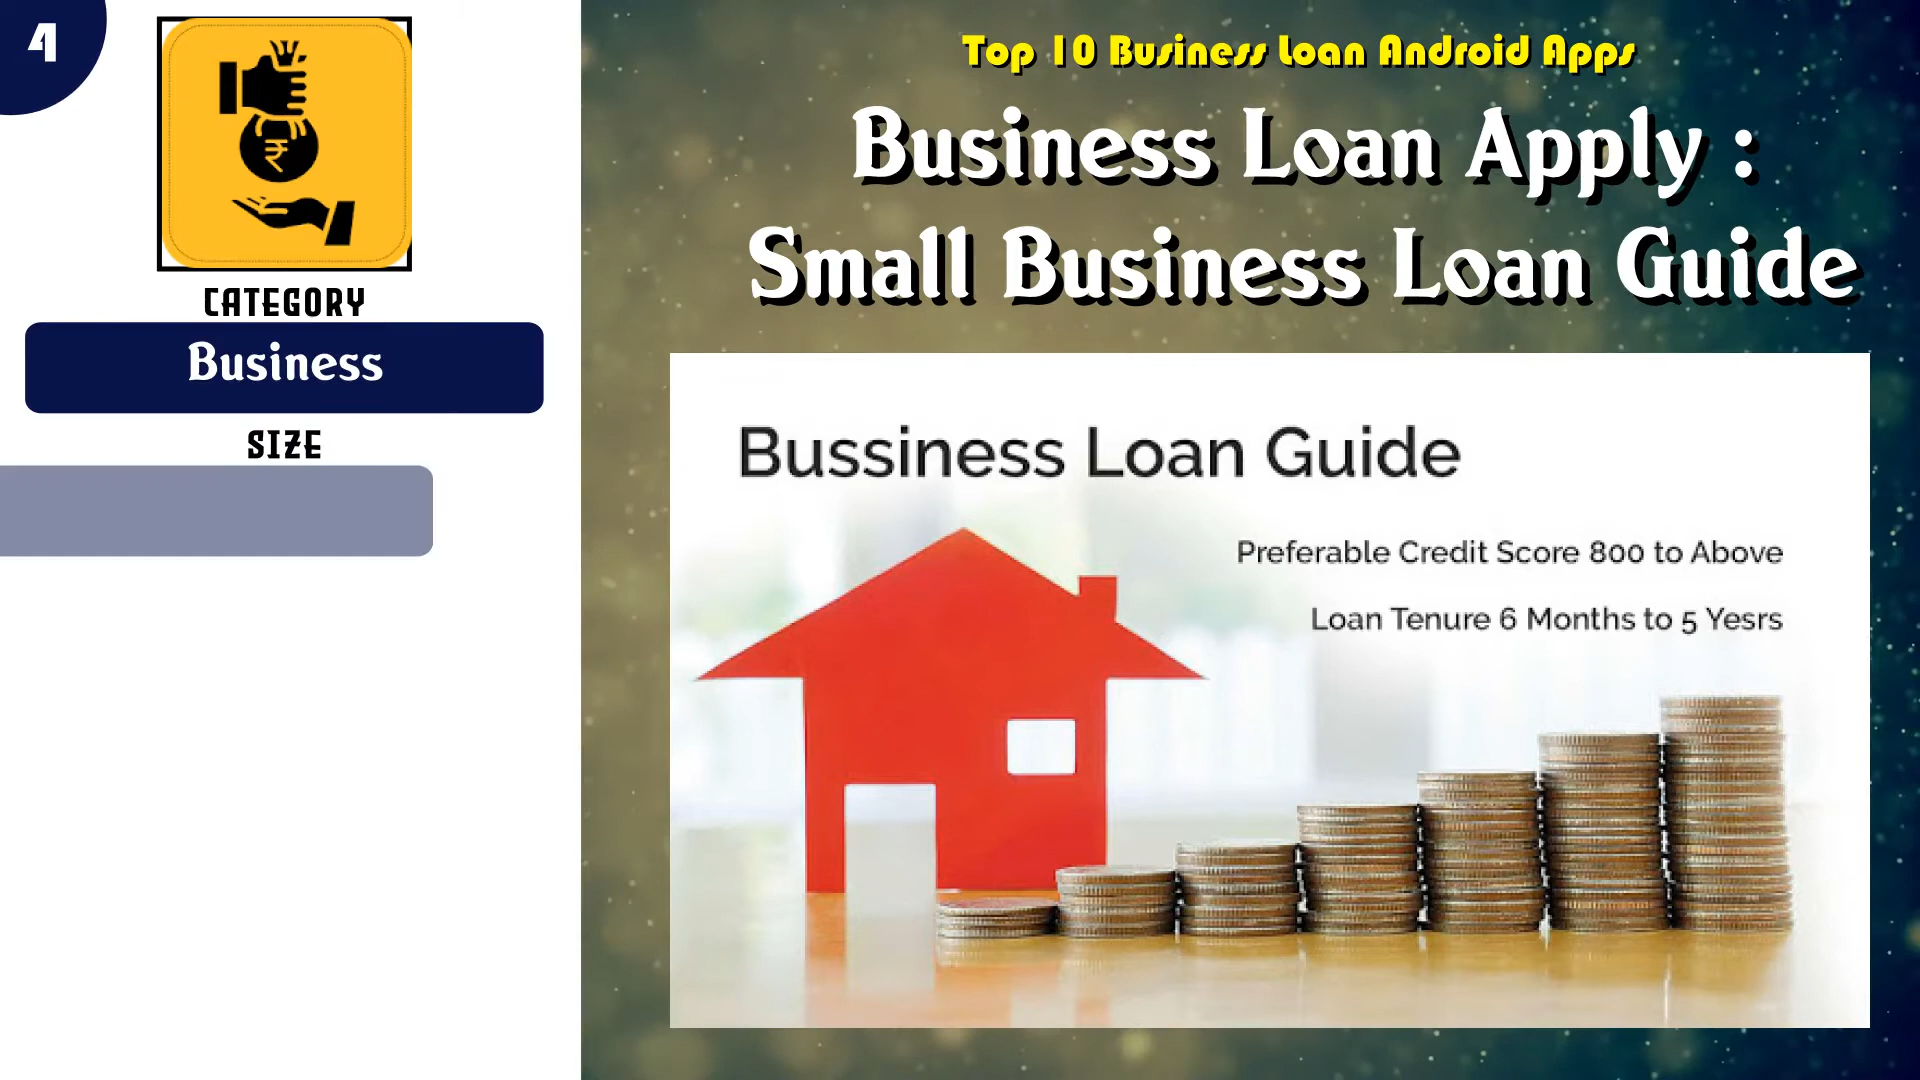 4
₹
CATEGORY
Business
SIZE
Top 10 Business Loan Android Apps
Business Loan Apply :
Small Business Loan Guide
Bussiness Loan Guide
Preferable Credit Score 800 to Above
Loan Tenure 6 Months to 5 Yesrs